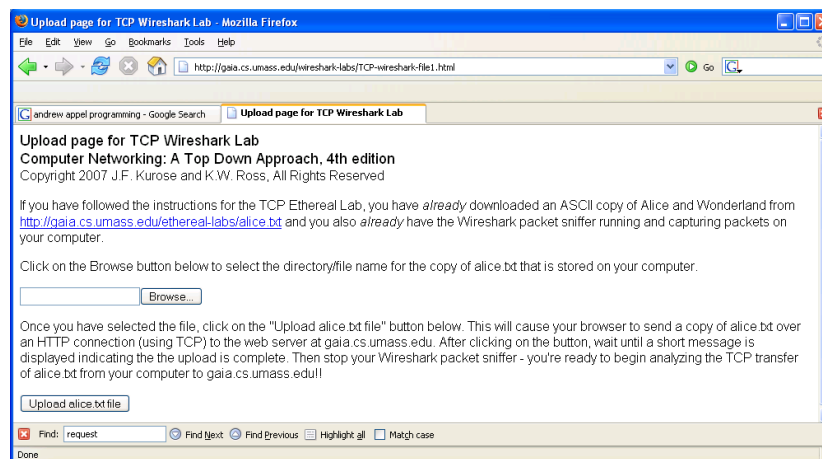 Upload page for TCP Wireshark Lab - Mozilla Firefox
File Edit View Go Bookmarks Tools Help
http://gaia.cs.umass.edu/wireshark-labs/TCP-wireshark-file1.html Go G
G andrew appel programming - Google Search Upload page for TCP Wireshark Lab
Upload page for TCP Wireshark Lab
Computer Networking: A Top Down Approach, 4th edition
Copyright 2007 J.F. Kurose and K.W. Ross, All Rights Reserved
If you have followed the instructions for the TCP Ethereal Lab, you have already downloaded an ASCII copy of Alice and Wonderland from
http://gaia.cs.umass.edu/ethereal-labs/alice.txt and you also already have the Wireshark packet sniffer running and capturing packets on
your computer.
Click on the Browse button below to select the directory/file name for the copy of alice.txt that is stored on your computer.
Browse...
Once you have selected the file, click on the "Upload alice.txt file" button below. This will cause your browser to send a copy of alice.txt over
an HTTP connection (using TCP) to the web server at gaia.cs.umass.edu. After clicking on the button, wait until a short message is
displayed indicating the the upload is complete. Then stop your Wireshark packet sniffer - you're ready to begin analyzing the TCP transfer
of alice.txt from your computer to gaia.cs.umass.edu!!
Upload alice.txt file
Find: request Find Next Find Previous Highlight all Match case
Done